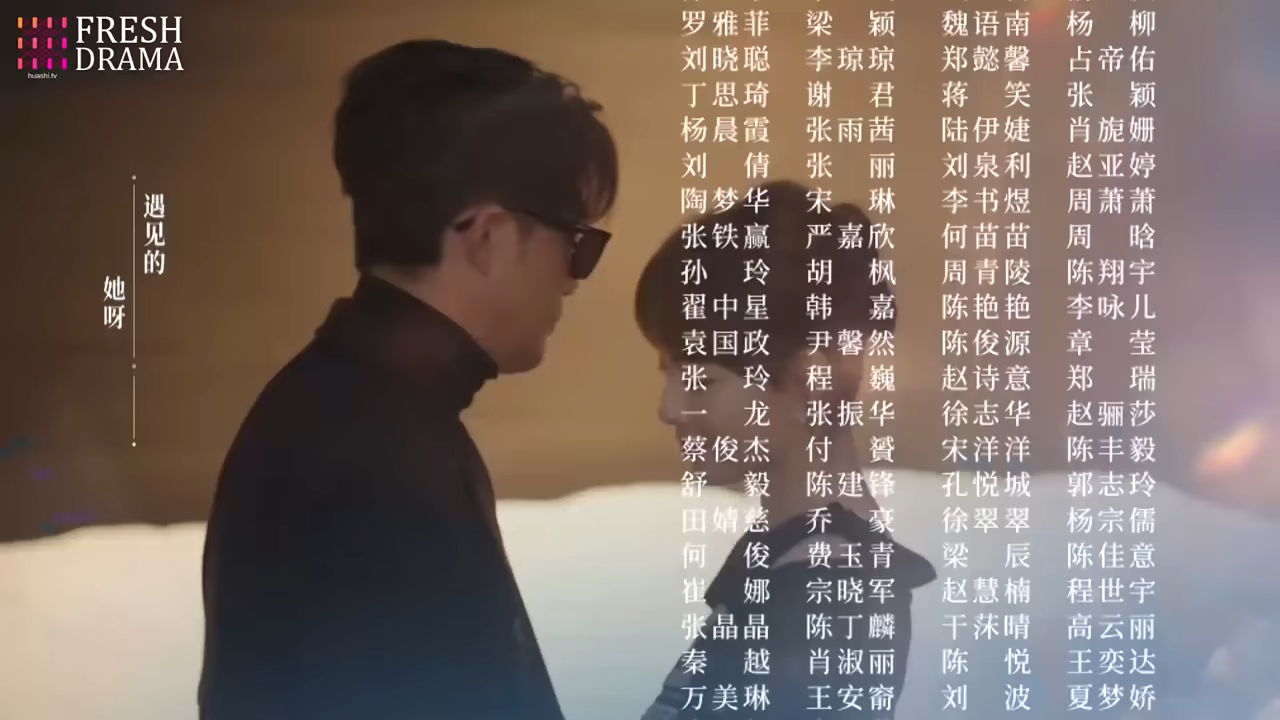 FRESH
DRAMA
huashi.tv
遇见的
她呀
罗雅菲 梁颖 魏语南 杨柳
刘晓聪 李琼琼 郑懿馨 占帝佑
丁思琦 谢君 蒋笑 张颖
杨晨霞 张雨茜 陆伊婕 肖旎姗
刘倩 张丽 刘泉利 赵亚婷
陶梦华 宋琳 李书煜 周萧萧
张铁赢 严嘉欣 何苗苗 周晗
孙玲 胡枫 周青陵 陈翔宇
翟中星 韩嘉 陈艳艳 李咏儿
袁国政 尹馨然 陈俊源 章莹
张玲 程巍 赵诗意 郑瑞
一龙 张振华 徐志华 赵骊莎
蔡俊杰 付赟 宋洋洋 陈丰毅
舒毅 陈建锋 孔悦城 郭志玲
田婧慈 乔豪 徐翠翠 杨宗儒
何俊 费玉青 梁辰 陈佳意
崔娜 宗晓军 赵慧楠 程世宇
张晶晶 陈丁麟 干莯晴 高云丽
秦越 肖淑丽 陈悦 王奕达
万美琳 王安 刘波 夏梦娇